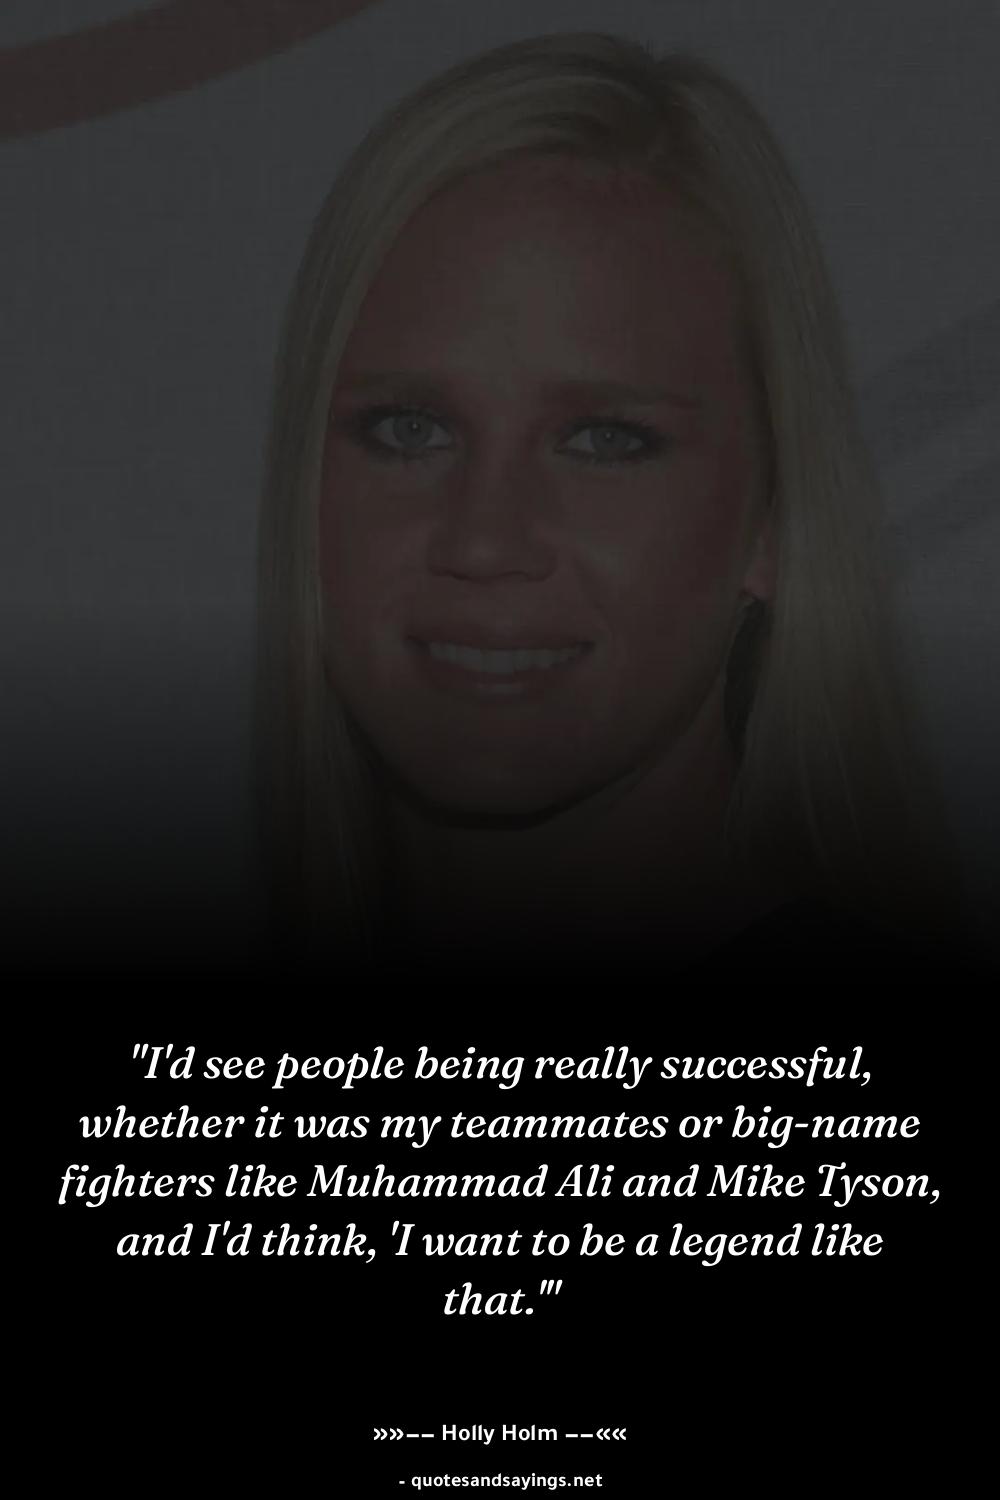 "I'd see people being really successful,
whether it was my teammates or big-name
fighters like Muhammad Ali and Mike Tyson,
and I'd think, 'I want to be a legend like
that.'"
»»–– Holly Holm ––««
- quotesandsayings.net